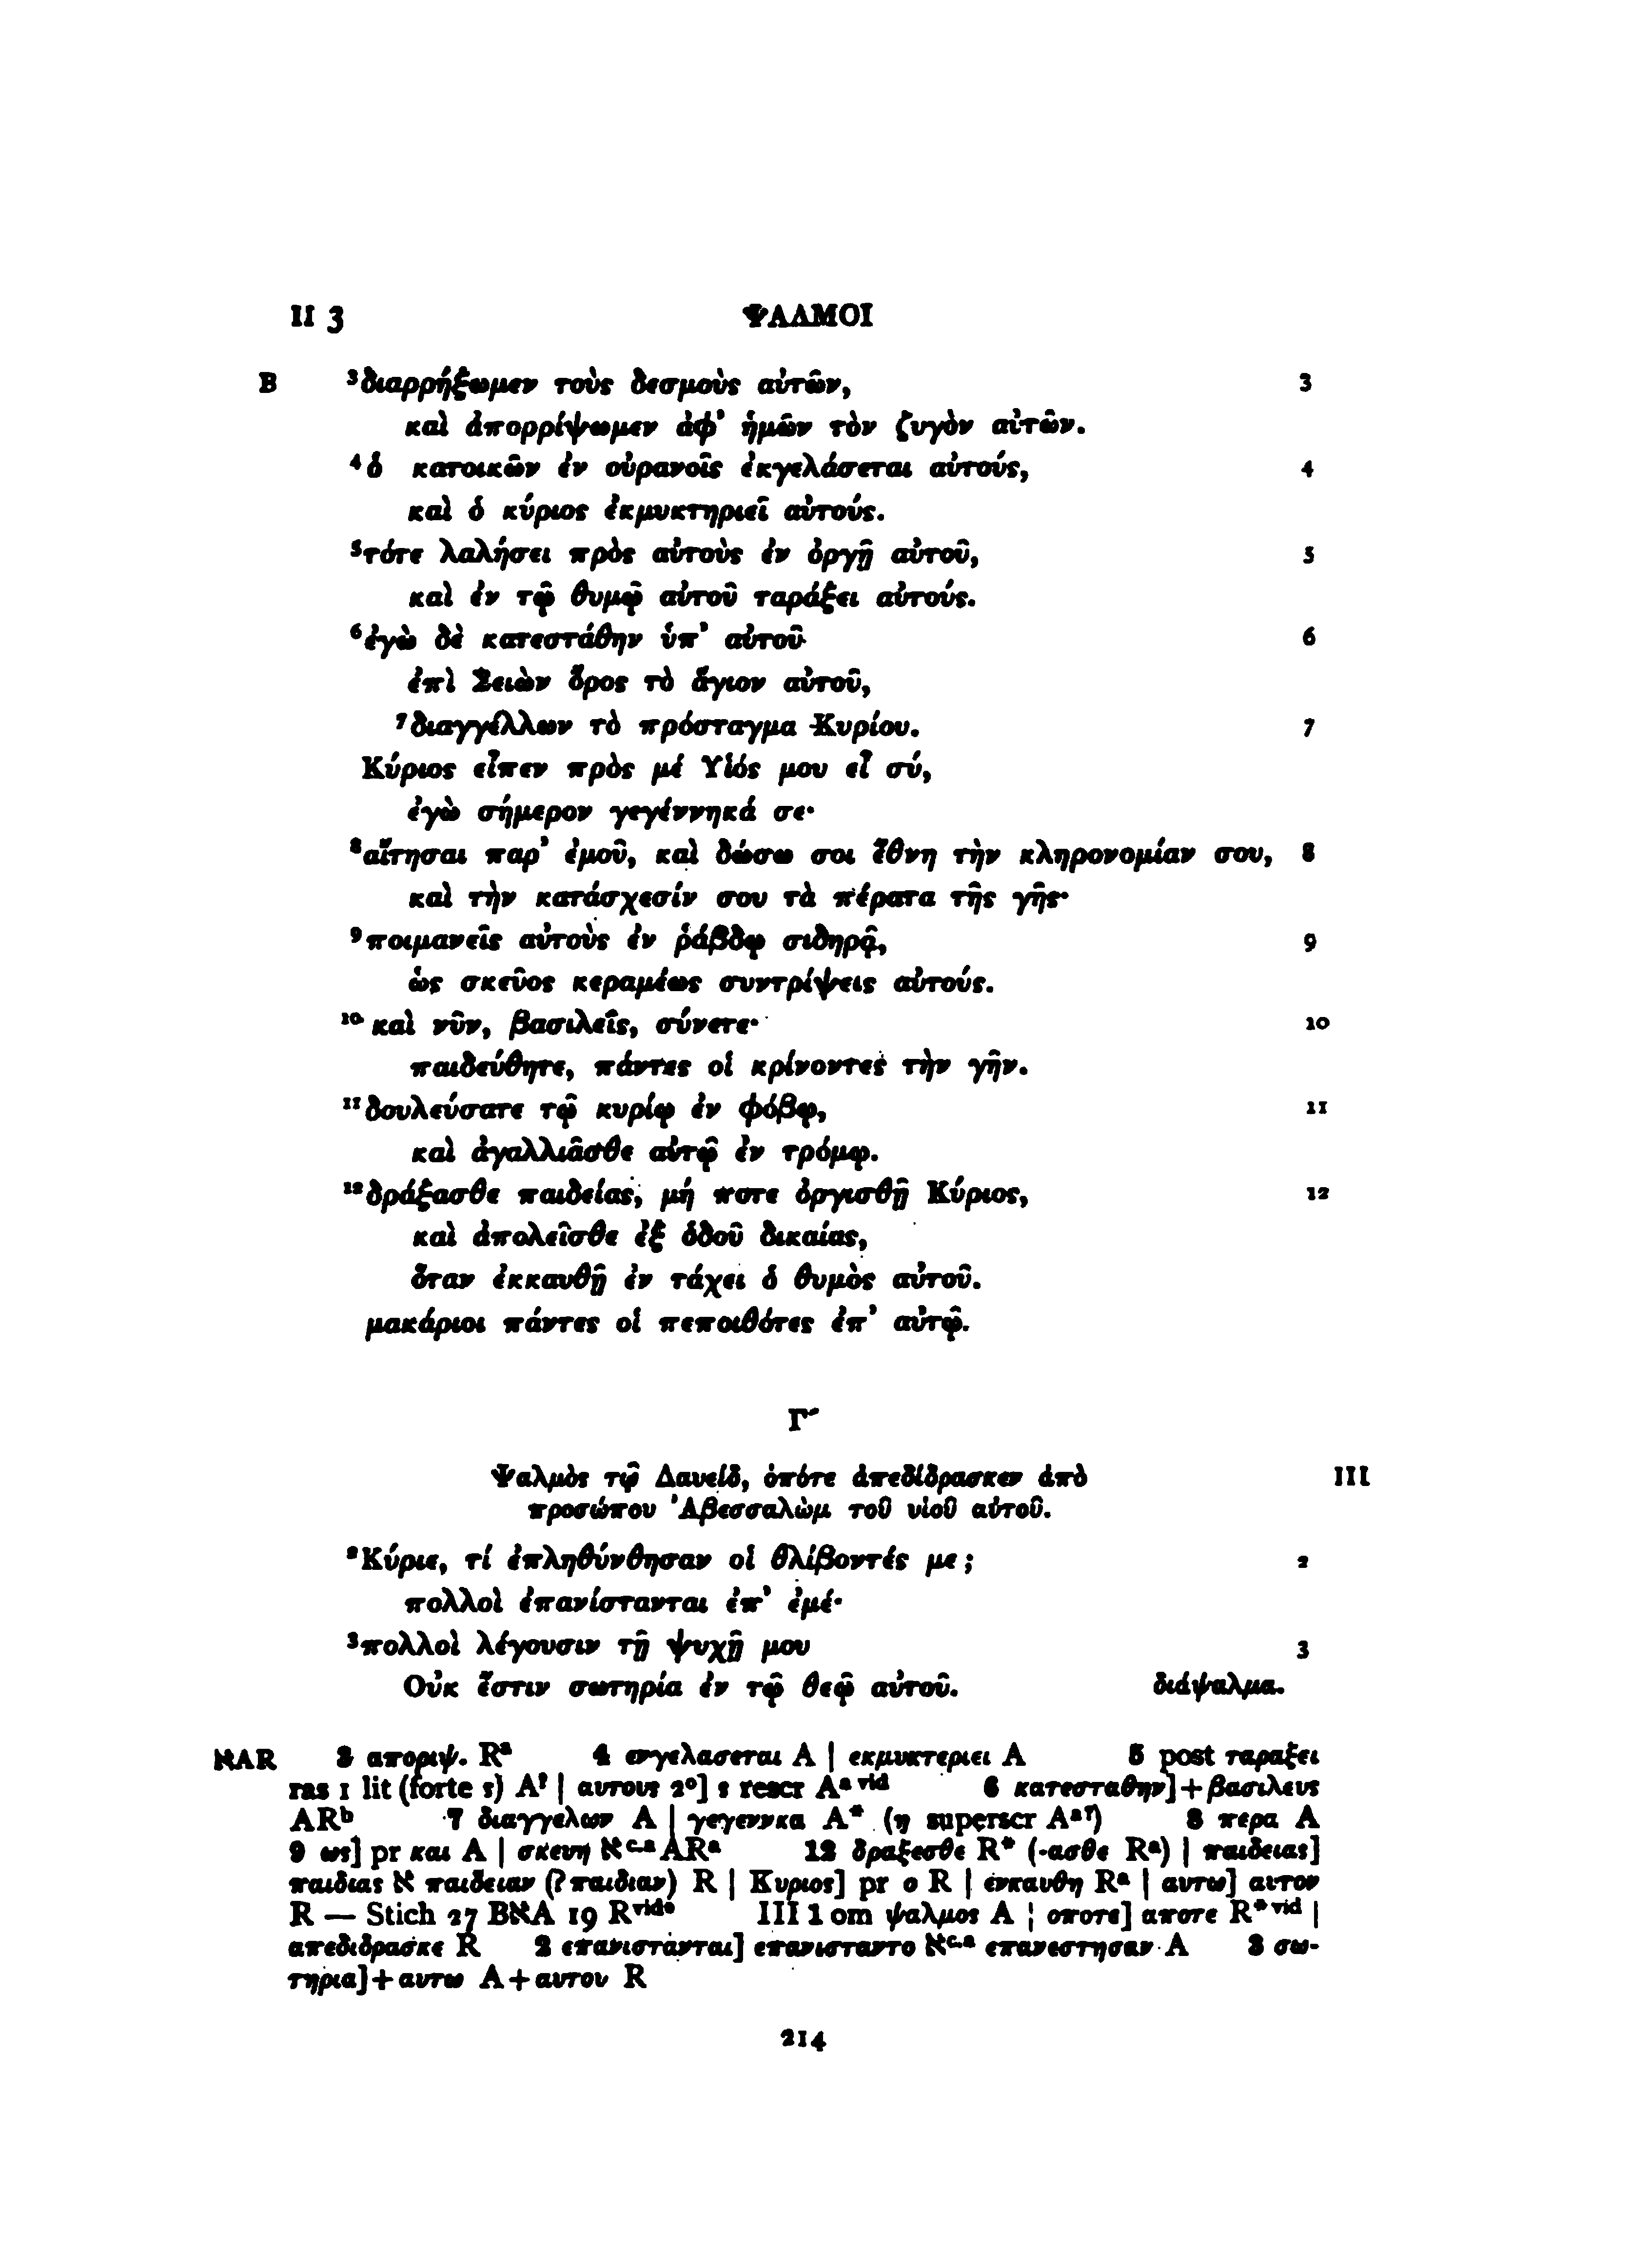 II 3 ΨΑΛΜΟΙ
B ³διαρρήξωμεν τοὺς δεσμοὺς αὐτῶν, 3
καὶ ἀπορρίψωμεν ἀφ' ἡμῶν τὸν ζυγὸν αὐτῶν.
⁴ὁ κατοικῶν ἐν οὐρανοῖς ἐκγελάσεται αὐτούς, 4
καὶ ὁ κύριος ἐκμυκτηριεῖ αὐτούς.
⁵τότε λαλήσει πρὸς αὐτοὺς ἐν ὀργῇ αὐτοῦ, 5
καὶ ἐν τῷ θυμῷ αὐτοῦ ταράξει αὐτούς.
⁶ἐγὼ δὲ κατεστάθην ὑπ' αὐτοῦ 6
ἐπὶ Σειὼν ὄρος τὸ ἅγιον αὐτοῦ,
⁷διαγγέλλων τὸ πρόσταγμα Κυρίου. 7
Κύριος εἶπεν πρὸς μέ Υἱός μου εἶ σύ,
ἐγὼ σήμερον γεγέννηκά σε·
⁸αἴτησαι παρ' ἐμοῦ, καὶ δώσω σοι ἔθνη τὴν κληρονομίαν σου, 8
καὶ τὴν κατάσχεσίν σου τὰ πέρατα τῆς γῆς·
⁹ποιμανεῖς αὐτοὺς ἐν ῥάβδῳ σιδηρᾷ, 9
ὡς σκεῦος κεραμέως συντρίψεις αὐτούς.
¹⁰καὶ νῦν, βασιλεῖς, σύνετε· 10
παιδεύθητε, πάντες οἱ κρίνοντες τὴν γῆν.
¹¹δουλεύσατε τῷ κυρίῳ ἐν φόβῳ, 11
καὶ ἀγαλλιᾶσθε αὐτῷ ἐν τρόμῳ.
¹²δράξασθε παιδείας, μή ποτε ὀργισθῇ Κύριος, 12
καὶ ἀπολεῖσθε ἐξ ὁδοῦ δικαίας,
ὅταν ἐκκαυθῇ ἐν τάχει ὁ θυμὸς αὐτοῦ.
μακάριοι πάντες οἱ πεποιθότες ἐπ' αὐτῷ.
Γʹ
Ψαλμὸς τῷ Δαυείδ, ὁπότε ἀπεδίδρασκεν ἀπὸ III
προσώπου Ἀβεσσαλὼμ τοῦ υἱοῦ αὐτοῦ.
²Κύριε, τί ἐπληθύνθησαν οἱ θλίβοντές με; 2
πολλοὶ ἐπανίστανται ἐπ' ἐμέ·
³πολλοὶ λέγουσιν τῇ ψυχῇ μου 3
Οὐκ ἔστιν σωτηρία ἐν τῷ θεῷ αὐτοῦ. διάψαλμα.
אAR 3 αποριψ. Rᵃ 4 ενγελασεται A | εκμυκτεριει A 5 post ταραξει
ras 1 lit (forte s) A? | αυτους 2°] s rescr Aᵃ ᵛⁱᵈ 6 κατεσταθην]+βασιλευς
ARᵇ 7 διαγγελων A | γεγεννκα A* (η superscr Aᵃ?) 8 περα A
9 ως] pr και A | σκευη אᶜ·ᵃ ARᵃ 12 δραξεσθε R* (-ασθε Rᵃ) | παιδειας]
παιδιας א παιδειαν (? παιδιαν) R | Κυριος] pr ο R | ενκαυθη Rᵃ | αυτω] αυτον
R — Stich 27 BאA 19 Rᵛⁱᵈ· III 1 om ψαλμος A | οποτε] αποτε R* ᵛⁱᵈ |
απεδιδρασκε R 2 επανιστανται] επανισταντο אᶜ·ᵃ επανεστησαν A 3 σω-
τηρια]+αυτω A+αυτου R
214